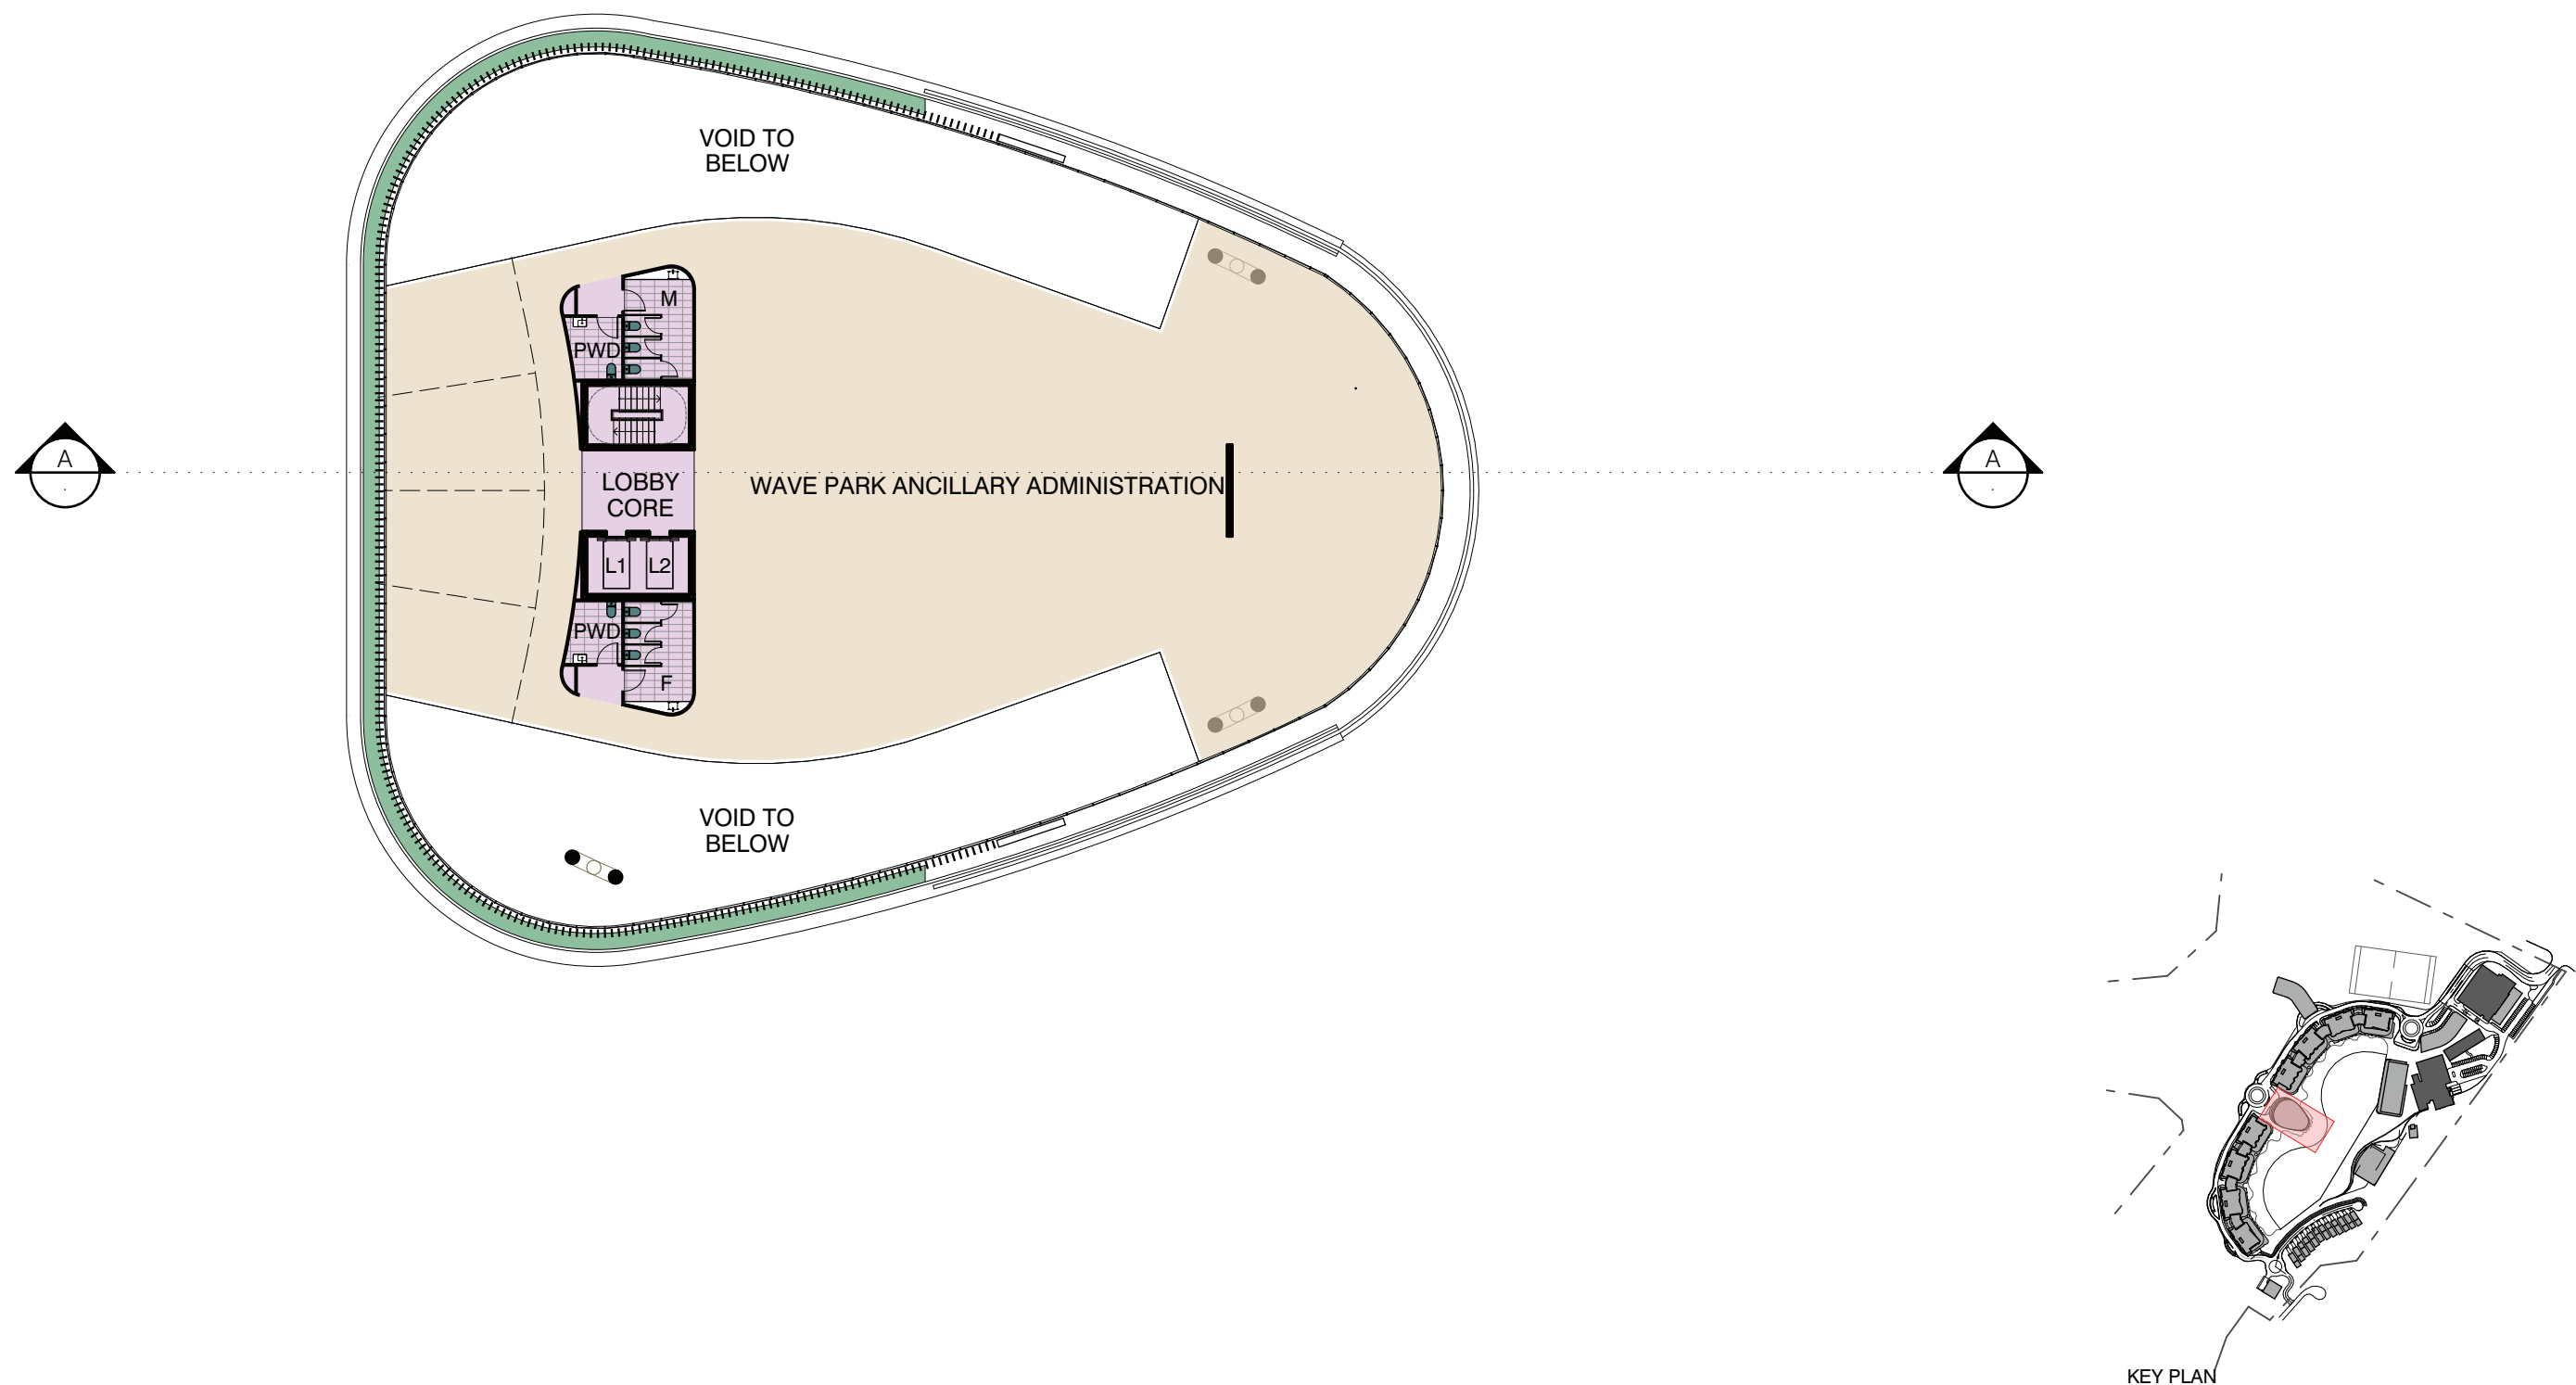 VOID TO
BELOW
M
PWD
A
LOBBY
CORE
WAVE PARK ANCILLARY ADMINISTRATION
A
L1
L2
PWD
F
VOID TO
BELOW
KEY PLAN